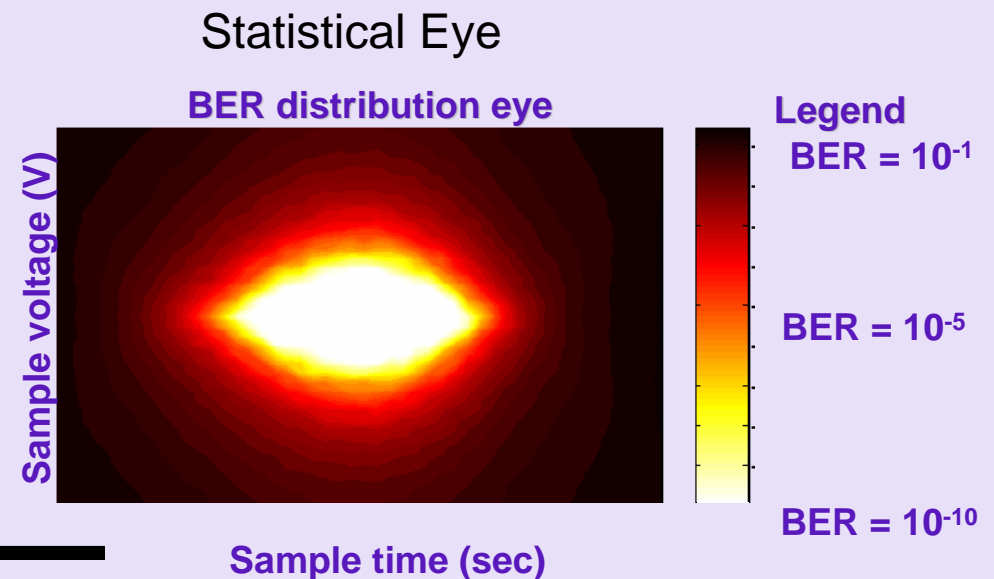 Statistical Eye
BER distribution eye
Legend
BER = 10⁻¹
Sample voltage (V)
BER = 10⁻⁵
BER = 10⁻¹⁰
Sample time (sec)